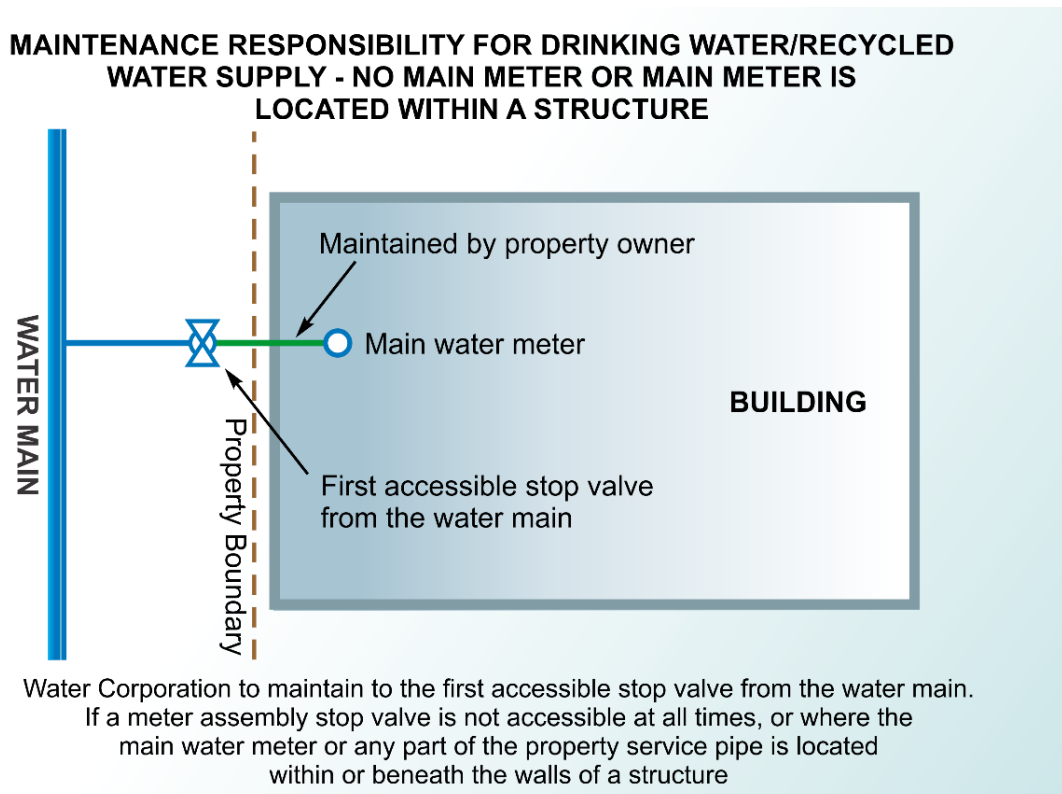 MAINTENANCE RESPONSIBILITY FOR DRINKING WATER/RECYCLED
WATER SUPPLY - NO MAIN METER OR MAIN METER IS
LOCATED WITHIN A STRUCTURE
Maintained by property owner
WATER MAIN
Main water meter
BUILDING
Property Boundary
First accessible stop valve
from the water main
Water Corporation to maintain to the first accessible stop valve from the water main.
If a meter assembly stop valve is not accessible at all times, or where the
main water meter or any part of the property service pipe is located
within or beneath the walls of a structure